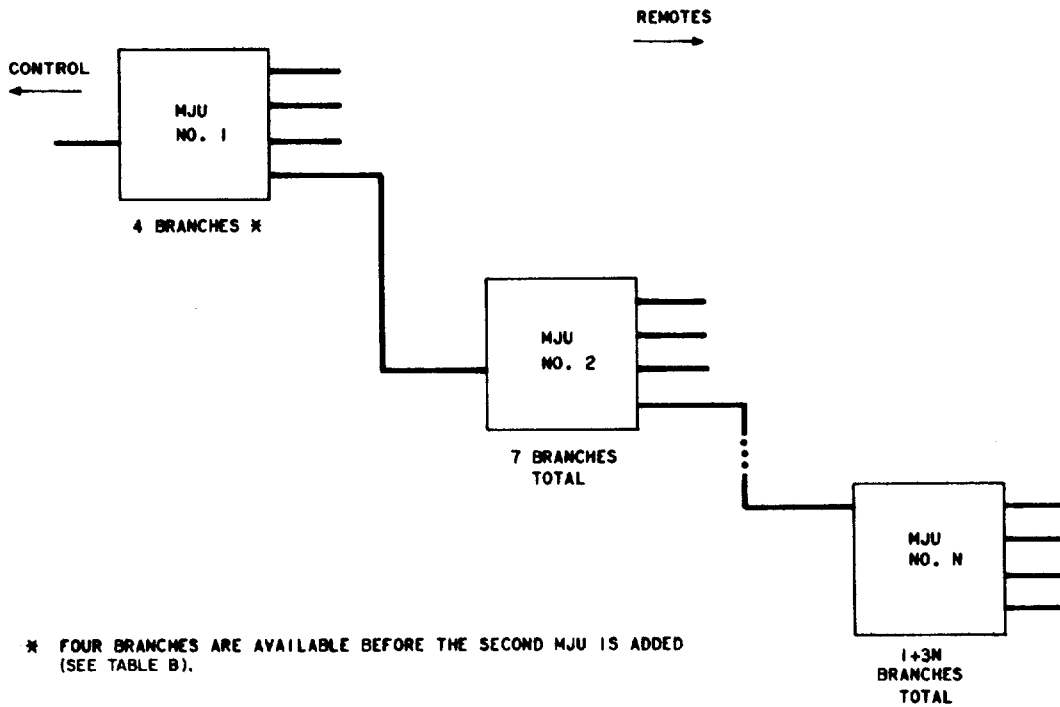 REMOTES
CONTROL
MJU
NO. 1
4 BRANCHES *
MJU
NO. 2
7 BRANCHES
TOTAL
MJU
NO. N
1+3N
BRANCHES
TOTAL
* FOUR BRANCHES ARE AVAILABLE BEFORE THE SECOND MJU IS ADDED
(SEE TABLE B).